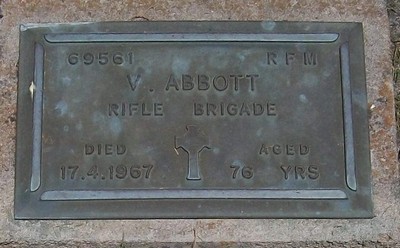 69561 RFM
V. ABBOTT
RIFLE BRIGADE
DIED AGED
17.4.1967 76 YRS